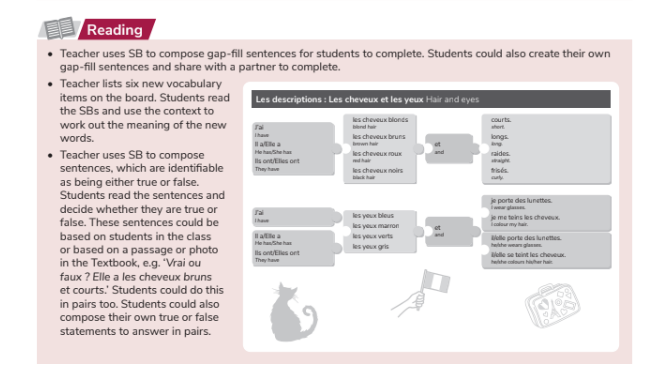 Reading
• Teacher uses SB to compose gap-fill sentences for students to complete. Students could also create their own
gap-fill sentences and share with a partner to complete.
• Teacher lists six new vocabulary
items on the board. Students read
the SBs and use the context to
work out the meaning of the new
words.
• Teacher uses SB to compose
sentences, which are identifiable
as being either true or false.
Students read the sentences and
decide whether they are true or
false. These sentences could be
based on students in the class
or based on a passage or photo
in the Textbook, e.g. ‘Vrai ou
faux ? Elle a les cheveux bruns
et courts.’ Students could do this
in pairs too. Students could also
compose their own true or false
statements to answer in pairs.
Les descriptions : Les cheveux et les yeux Hair and eyes
J'ai
I have
Il a/Elle a
He has/She has
Ils ont/Elles ont
They have
les cheveux blonds
blond hair
les cheveux bruns
brown hair
les cheveux roux
red hair
les cheveux noirs
black hair
et
and
courts.
short.
longs.
long.
raides.
straight.
frisés.
curly.
J'ai
I have
Il a/Elle a
He has/She has
Ils ont/Elles ont
They have
les yeux bleus
les yeux marron
les yeux verts
les yeux gris
et
and
je porte des lunettes.
I wear glasses.
je me teins les cheveux.
I colour my hair.
il/elle porte des lunettes.
he/she wears glasses.
il/elle se teint les cheveux.
he/she colours his/her hair.